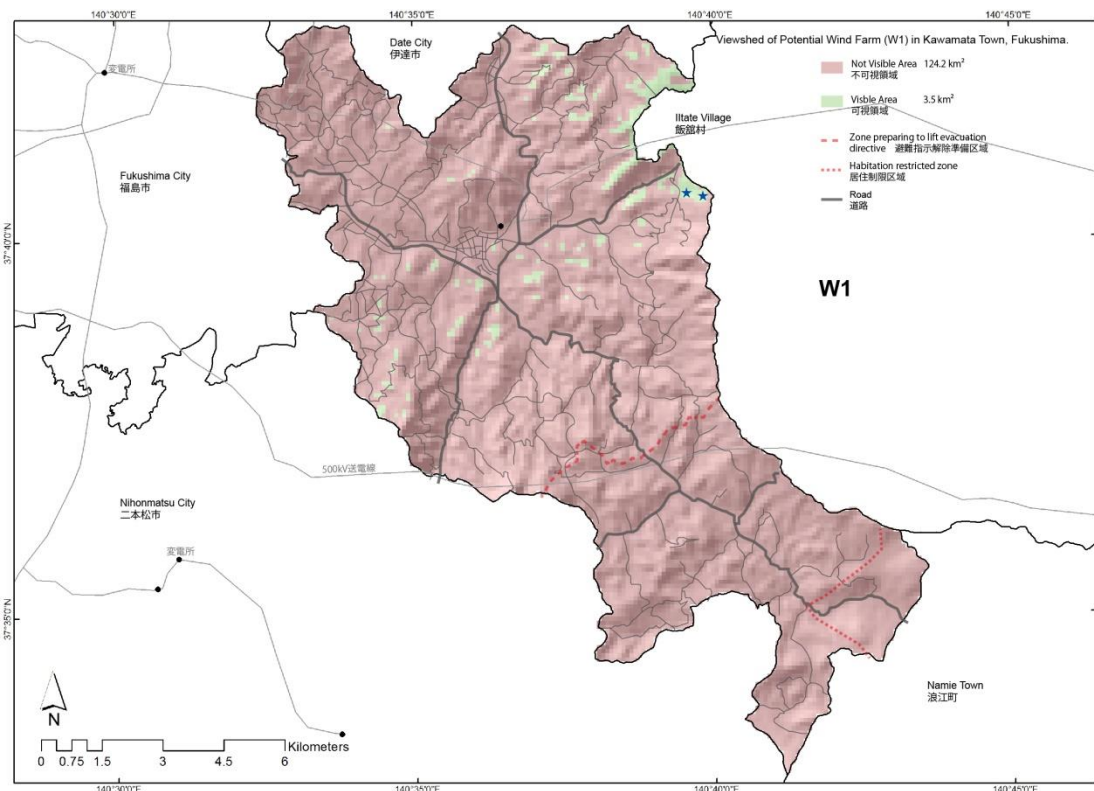 140°30'0"E
140°35'0"E
140°40'0"E
140°45'0"E
Viewshed of Potential Wind Farm (W1) in Kawamata Town, Fukushima.
Not Visible Area 124.2 km²
不可視領域
Visble Area 3.5 km²
可視領域
Zone preparing to lift evacuation
directive 避難指示解除準備区域
Habitation restricted zone
居住制限区域
Road
道路
Date City
伊達市
変電所
IItate Village
飯舘村
Fukushima City
福島市
37°40'0"N
W1
500kV送電線
Nihonmatsu City
二本松市
変電所
37°35'0"N
Namie Town
浪江町
N
Kilometers
0 0.75 1.5 3 4.5 6
140°30'0"E
140°35'0"E
140°40'0"E
140°45'0"E